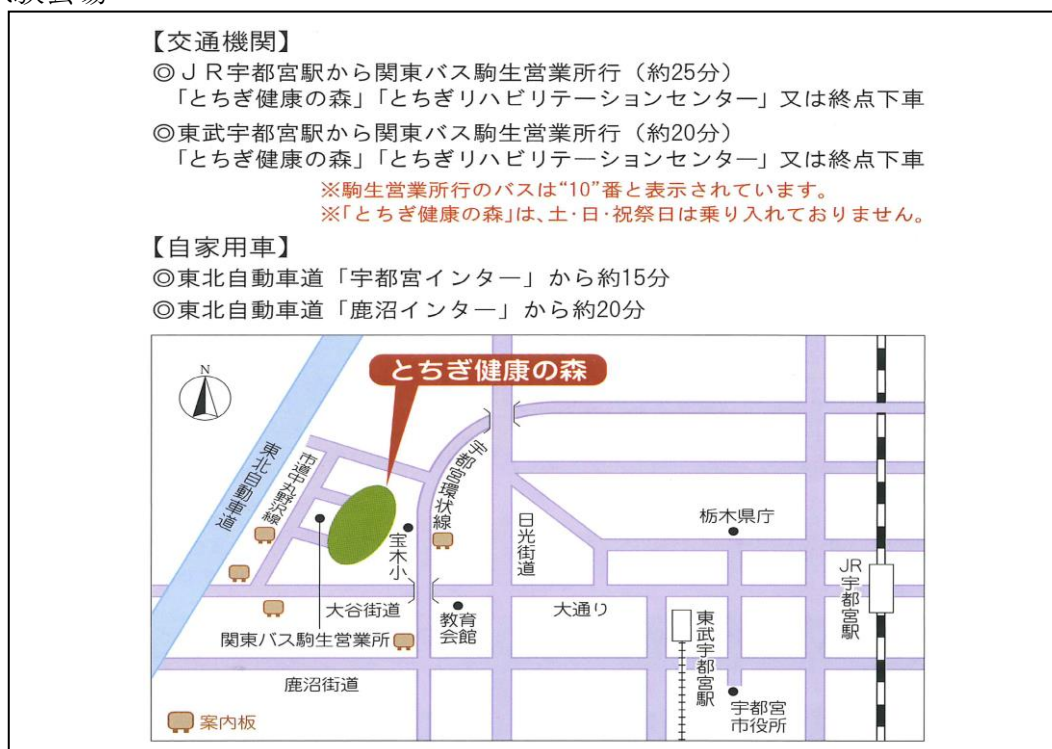 【交通機関】
◎ＪＲ宇都宮駅から関東バス駒生営業所行（約25分）
「とちぎ健康の森」「とちぎリハビリテーションセンター」又は終点下車
◎東武宇都宮駅から関東バス駒生営業所行（約20分）
「とちぎ健康の森」「とちぎリハビリテーションセンター」又は終点下車
※駒生営業所行のバスは“10”番と表示されています。
※「とちぎ健康の森」は、土・日・祝祭日は乗り入れておりません。
【自家用車】
◎東北自動車道「宇都宮インター」から約15分
◎東北自動車道「鹿沼インター」から約20分
とちぎ健康の森
N
東北自動車道
市道中丸野沢線
宇都宮環状線
宝木小
日光街道
栃木県庁
JR宇都宮駅
大谷街道
教育
会館
大通り
東武宇都宮駅
関東バス駒生営業所
鹿沼街道
宇都宮
市役所
案内板